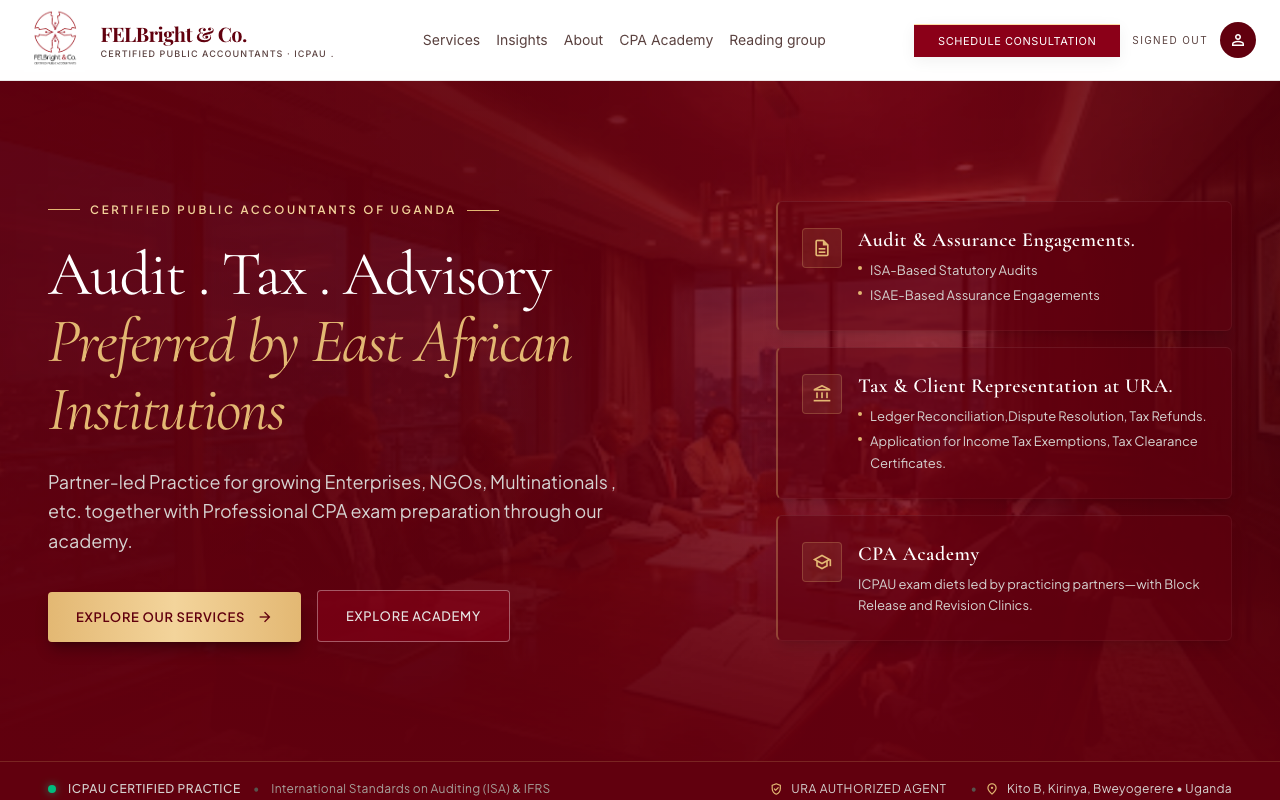 FELBright & Co.
CERTIFIED PUBLIC ACCOUNTANTS
FELBright & Co.
CERTIFIED PUBLIC ACCOUNTANTS · ICPAU .
Services Insights About CPA Academy Reading group
SCHEDULE CONSULTATION
SIGNED OUT
CERTIFIED PUBLIC ACCOUNTANTS OF UGANDA
Audit . Tax . Advisory
Preferred by East African
Institutions
Partner-led Practice for growing Enterprises, NGOs, Multinationals ,
etc. together with Professional CPA exam preparation through our
academy.
EXPLORE OUR SERVICES →
EXPLORE ACADEMY
Audit & Assurance Engagements.
• ISA-Based Statutory Audits
• ISAE-Based Assurance Engagements
Tax & Client Representation at URA.
• Ledger Reconciliation,Dispute Resolution, Tax Refunds.
• Application for Income Tax Exemptions, Tax Clearance
Certificates.
CPA Academy
ICPAU exam diets led by practicing partners—with Block
Release and Revision Clinics.
ICPAU CERTIFIED PRACTICE • International Standards on Auditing (ISA) & IFRS
URA AUTHORIZED AGENT • Kito B, Kirinya, Bweyogerere • Uganda